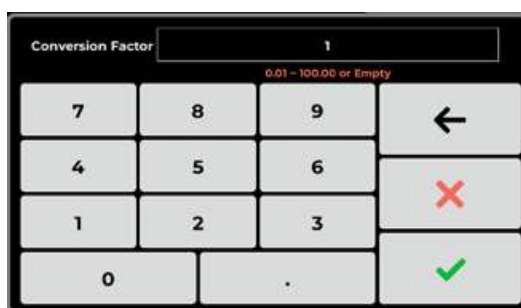 Conversion Factor 1
0.01 – 100.00 or Empty
7 8 9
4 5 6
1 2 3
0 .